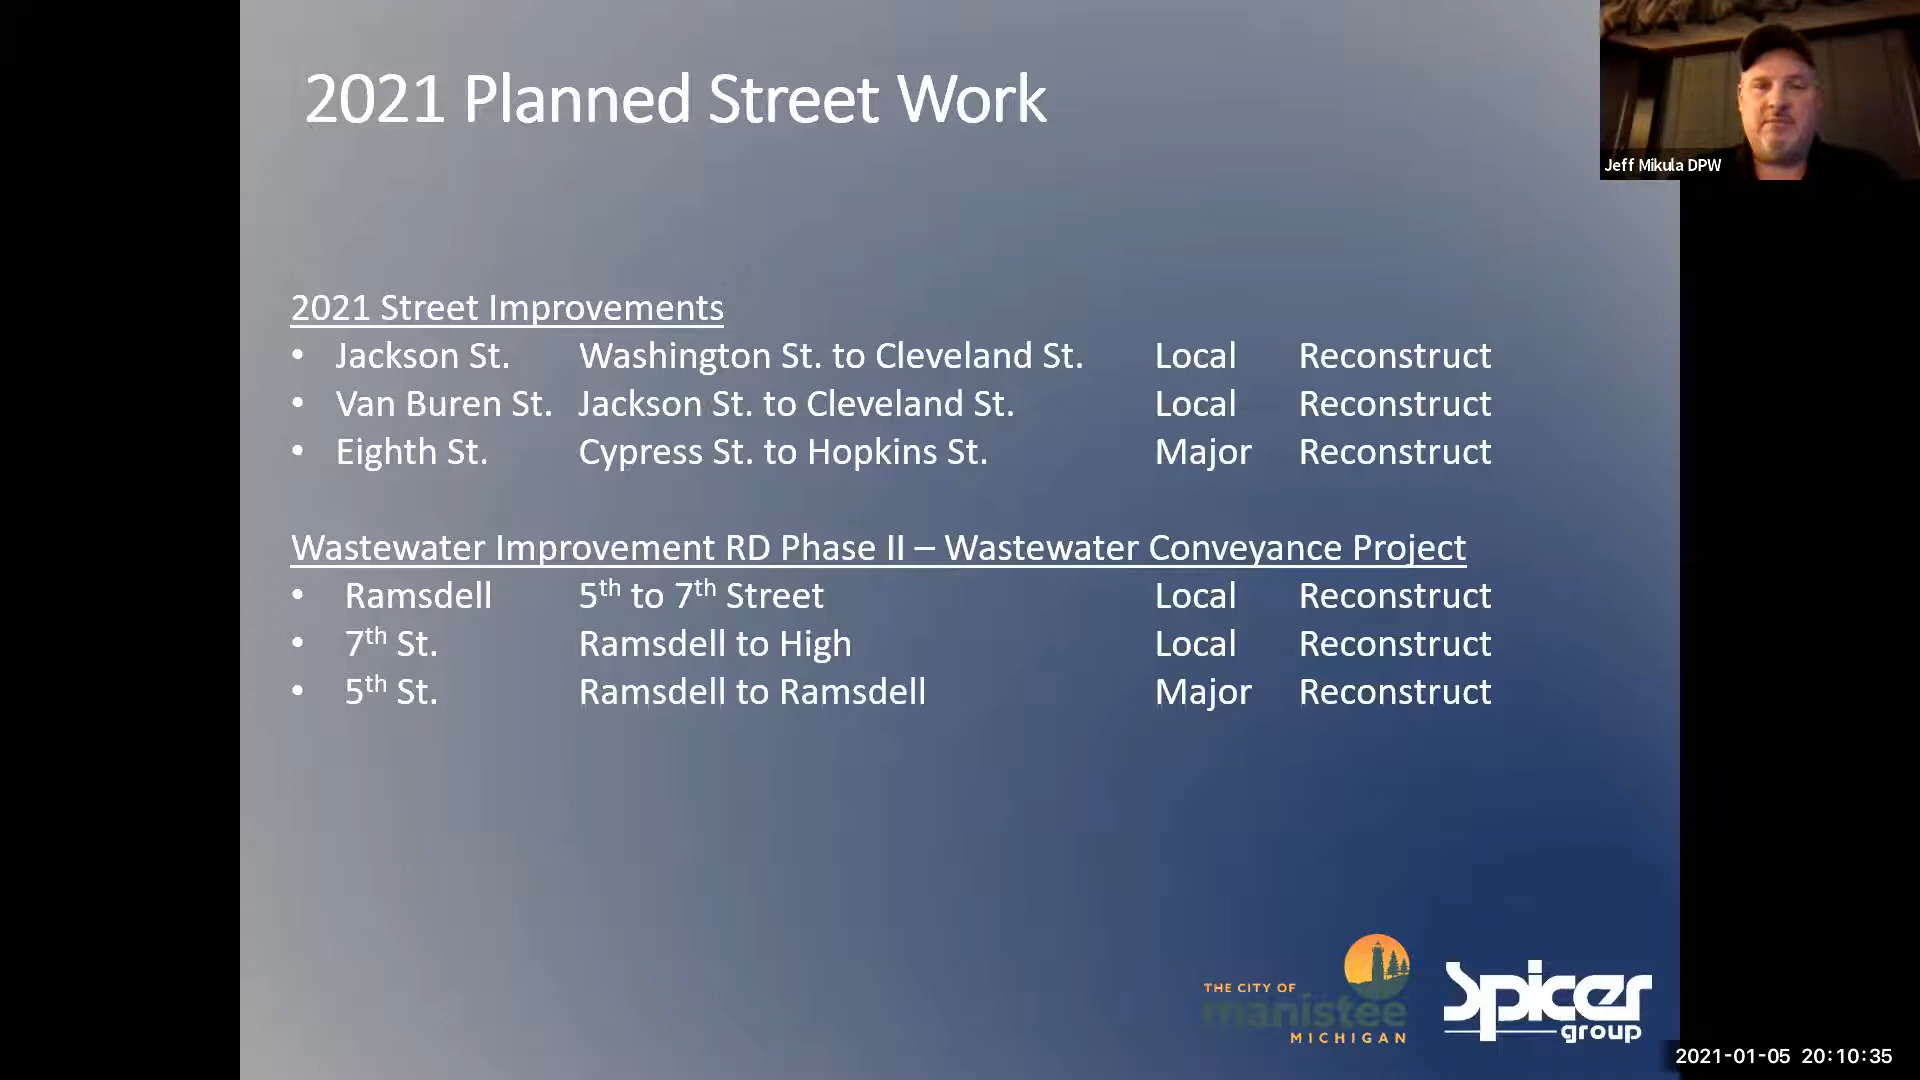 2021 Planned Street Work
Jeff Mikula DPW
2021 Street Improvements
• Jackson St. Washington St. to Cleveland St. Local Reconstruct
• Van Buren St. Jackson St. to Cleveland St. Local Reconstruct
• Eighth St. Cypress St. to Hopkins St. Major Reconstruct
Wastewater Improvement RD Phase II – Wastewater Conveyance Project
• Ramsdell 5th to 7th Street Local Reconstruct
• 7th St. Ramsdell to High Local Reconstruct
• 5th St. Ramsdell to Ramsdell Major Reconstruct
THE CITY OF
manistee
MICHIGAN
Spicer
group
2021-01-05 20:10:35